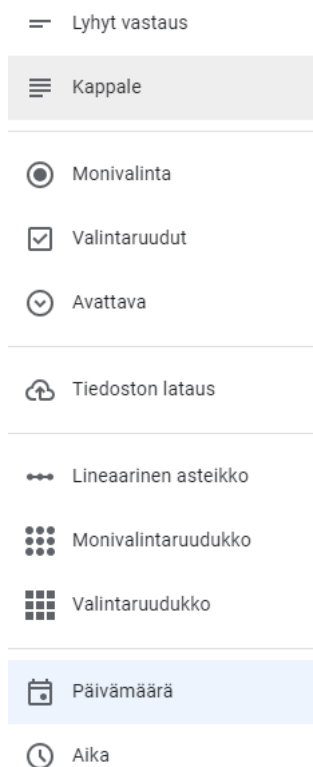 Lyhyt vastaus
Kappale
Monivalinta
Valintaruudut
Avattava
Tiedoston lataus
Lineaarinen asteikko
Monivalintaruudukko
Valintaruudukko
Päivämäärä
Aika